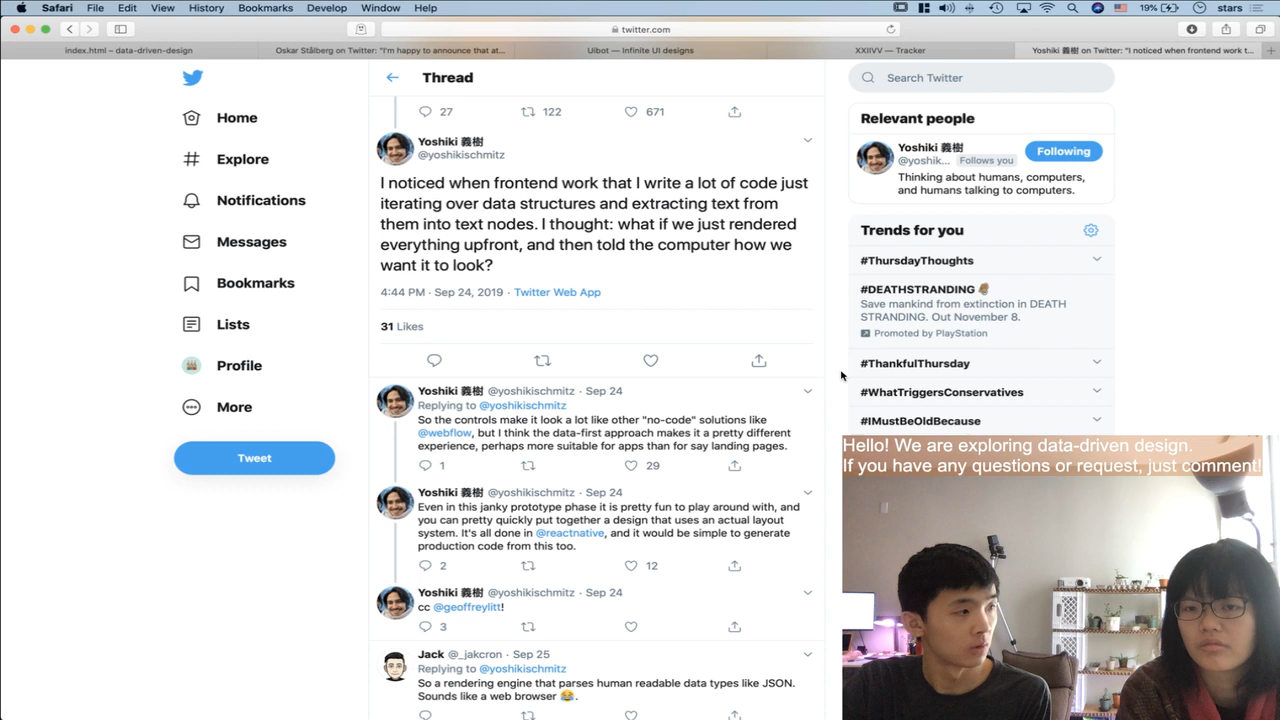 Safari File Edit View History Bookmarks Develop Window Help
19% stars
twitter.com
index.html – data-driven-design
Oskar Stålberg on Twitter: "I'm happy to announce that at...
Uibot — Infinite UI designs
XXIIVV — Tracker
Yoshiki 義樹 on Twitter: "I noticed when frontend work t...
Home
Explore
Notifications
Messages
Bookmarks
Lists
Profile
More
Tweet
Thread
27 122 671
Yoshiki 義樹
@yoshikischmitz
I noticed when frontend work that I write a lot of code just
iterating over data structures and extracting text from
them into text nodes. I thought: what if we just rendered
everything upfront, and then told the computer how we
want it to look?
4:44 PM · Sep 24, 2019 · Twitter Web App
31 Likes
Yoshiki 義樹 @yoshikischmitz · Sep 24
Replying to @yoshikischmitz
So the controls make it look a lot like other "no-code" solutions like
@webflow, but I think the data-first approach makes it a pretty different
experience, perhaps more suitable for apps than for say landing pages.
1 29
Yoshiki 義樹 @yoshikischmitz · Sep 24
Even in this janky prototype phase it is pretty fun to play around with, and
you can pretty quickly put together a design that uses an actual layout
system. It's all done in @reactnative, and it would be simple to generate
production code from this too.
2 12
Yoshiki 義樹 @yoshikischmitz · Sep 24
cc @geoffreylitt!
3
Jack @_jakcron · Sep 25
Replying to @yoshikischmitz
So a rendering engine that parses human readable data types like JSON.
Sounds like a web browser 😂.
Search Twitter
Relevant people
Yoshiki 義樹
@yoshik... Follows you
Following
Thinking about humans, computers,
and humans talking to computers.
Trends for you
#ThursdayThoughts
#DEATHSTRANDING
Save mankind from extinction in DEATH
STRANDING. Out November 8.
Promoted by PlayStation
#ThankfulThursday
#WhatTriggersConservatives
#IMustBeOldBecause
Hello! We are exploring data-driven design.
If you have any questions or request, just comment!